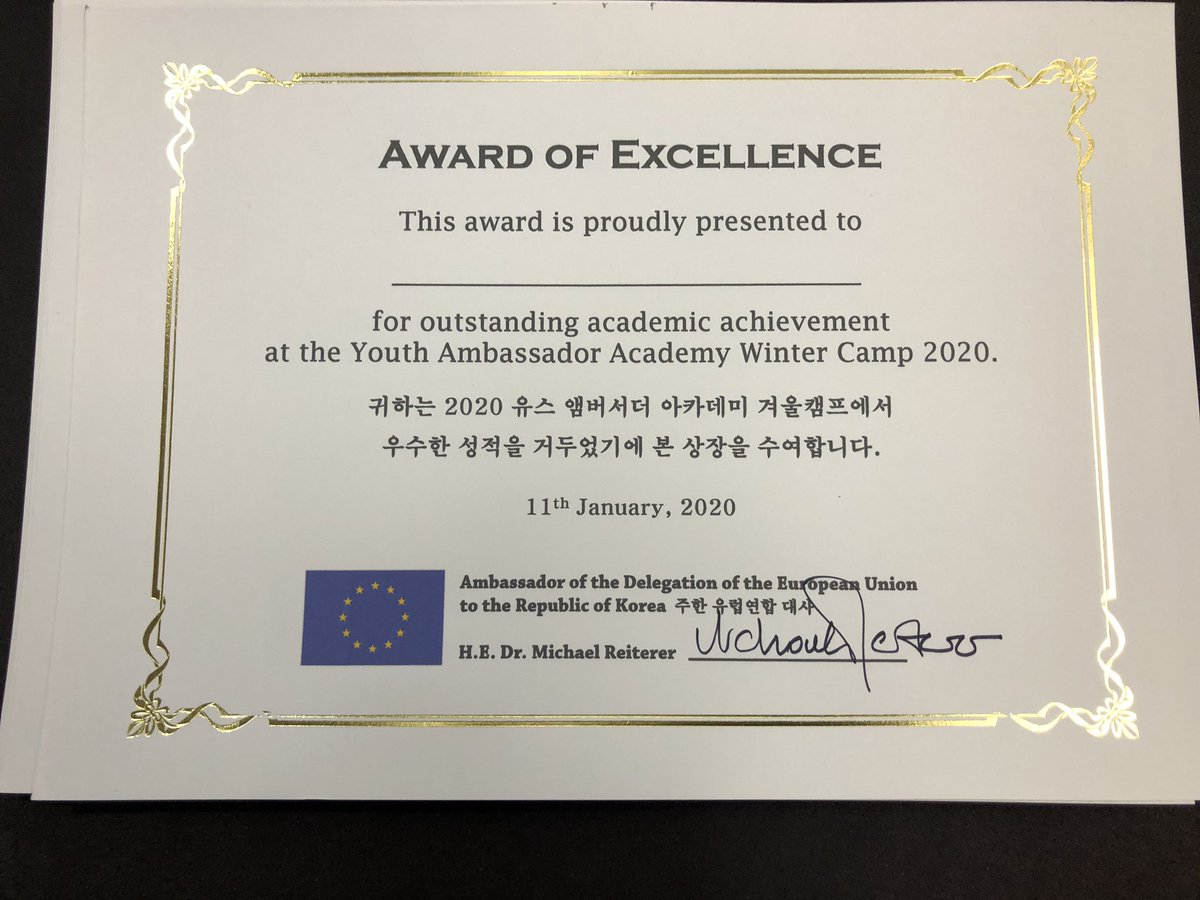 AWARD OF EXCELLENCE
This award is proudly presented to
for outstanding academic achievement
at the Youth Ambassador Academy Winter Camp 2020.
귀하는 2020 유스 앰버서더 아카데미 겨울캠프에서
우수한 성적을 거두었기에 본 상장을 수여합니다.
11th January, 2020
Ambassador of the Delegation of the European Union
to the Republic of Korea 주한 유럽연합 대사
H.E. Dr. Michael Reiterer